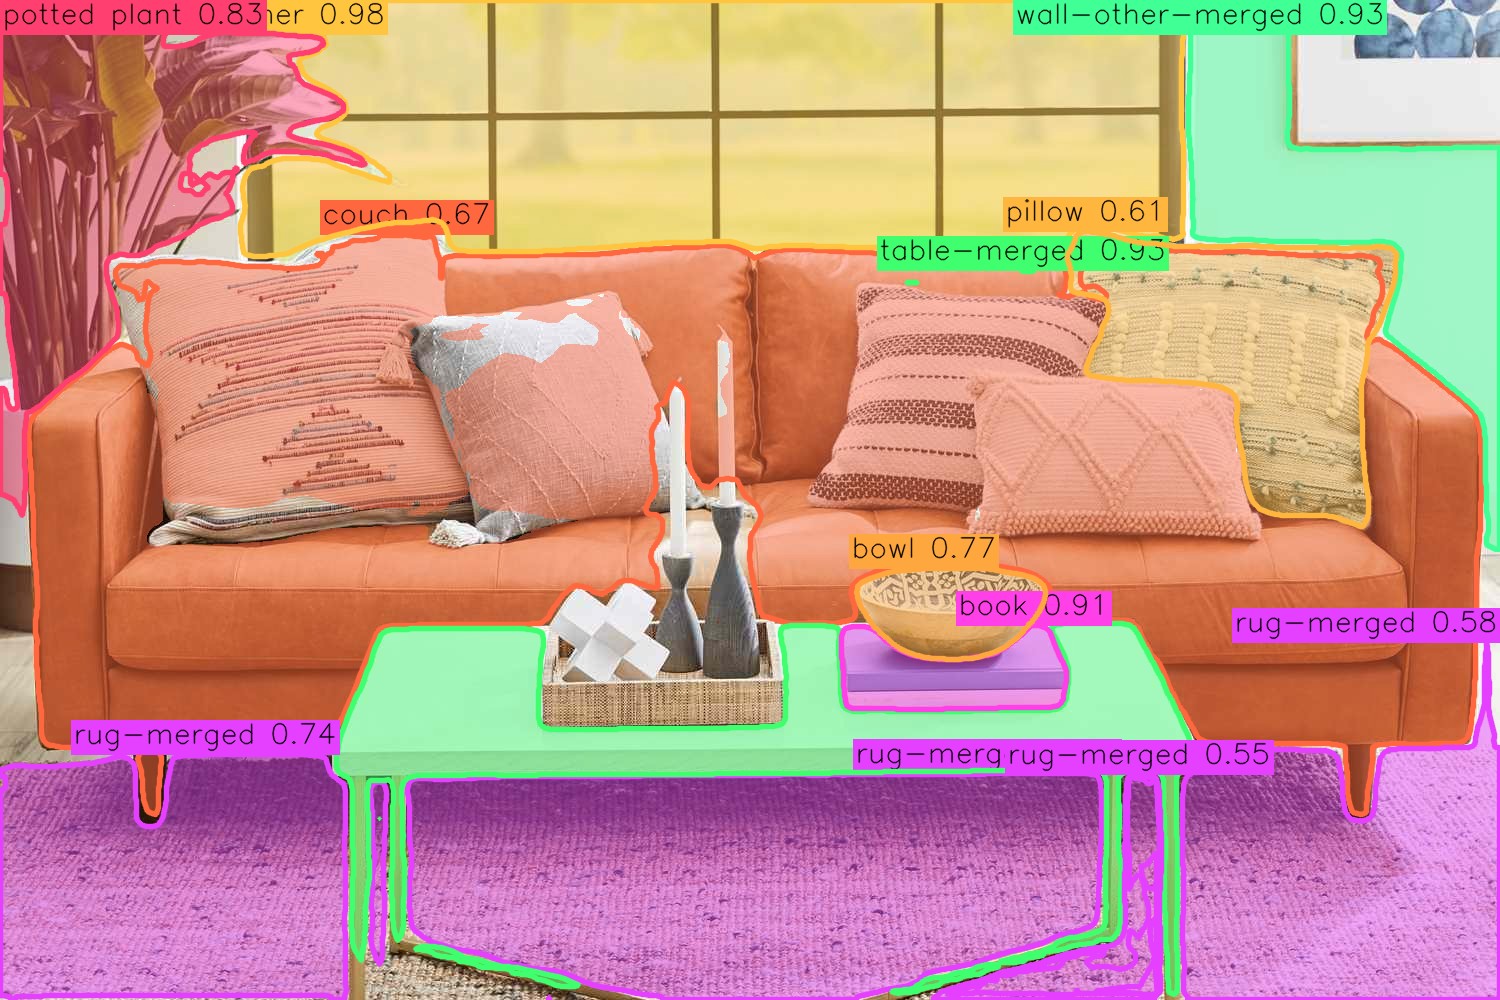 potted plant 0.83
ner 0.98
wall-other-merged 0.93
couch 0.67
pillow 0.61
table-merged 0.93
bowl 0.77
book 0.91
rug-merged 0.58
rug-merged 0.74
rug-merg
rug-merged 0.55